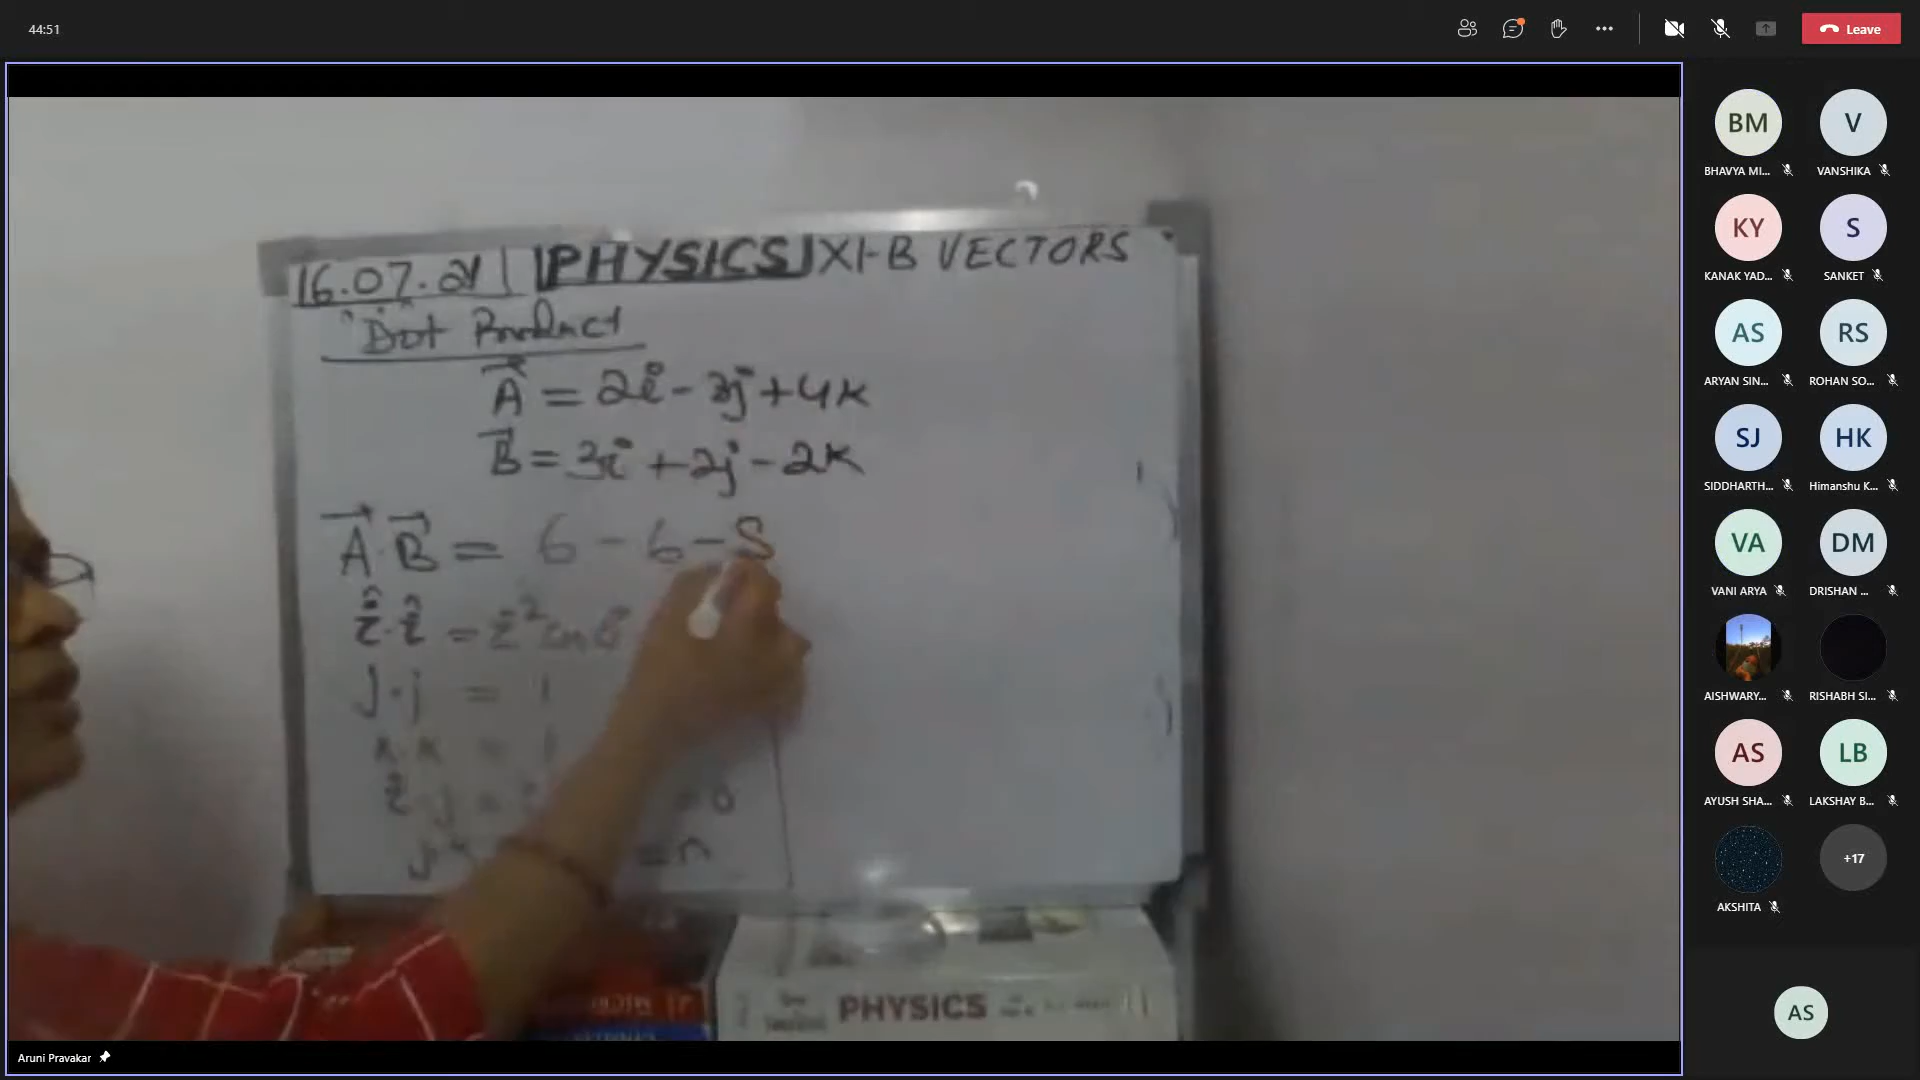 44:51
Leave
16.07.21 PHYSICS XI-B VECTORS
Dot Product
A = 2i - 3j + 4k
B = 3i + 2j - 2k
A.B = 6 - 6 - 8
i.i = i²
j.j = 1
k.k = 1
= 0
PHYSICS
Aruni Pravakar
BM
BHAVYA MI...
V
VANSHIKA
KY
KANAK YAD...
S
SANKET
AS
ARYAN SIN...
RS
ROHAN SO...
SJ
SIDDHARTH...
HK
Himanshu K...
VA
VANI ARYA
DM
DRISHAN ...
AISHWARY...
RISHABH SI...
AS
AYUSH SHA...
LB
LAKSHAY B...
AKSHITA
+17
AS